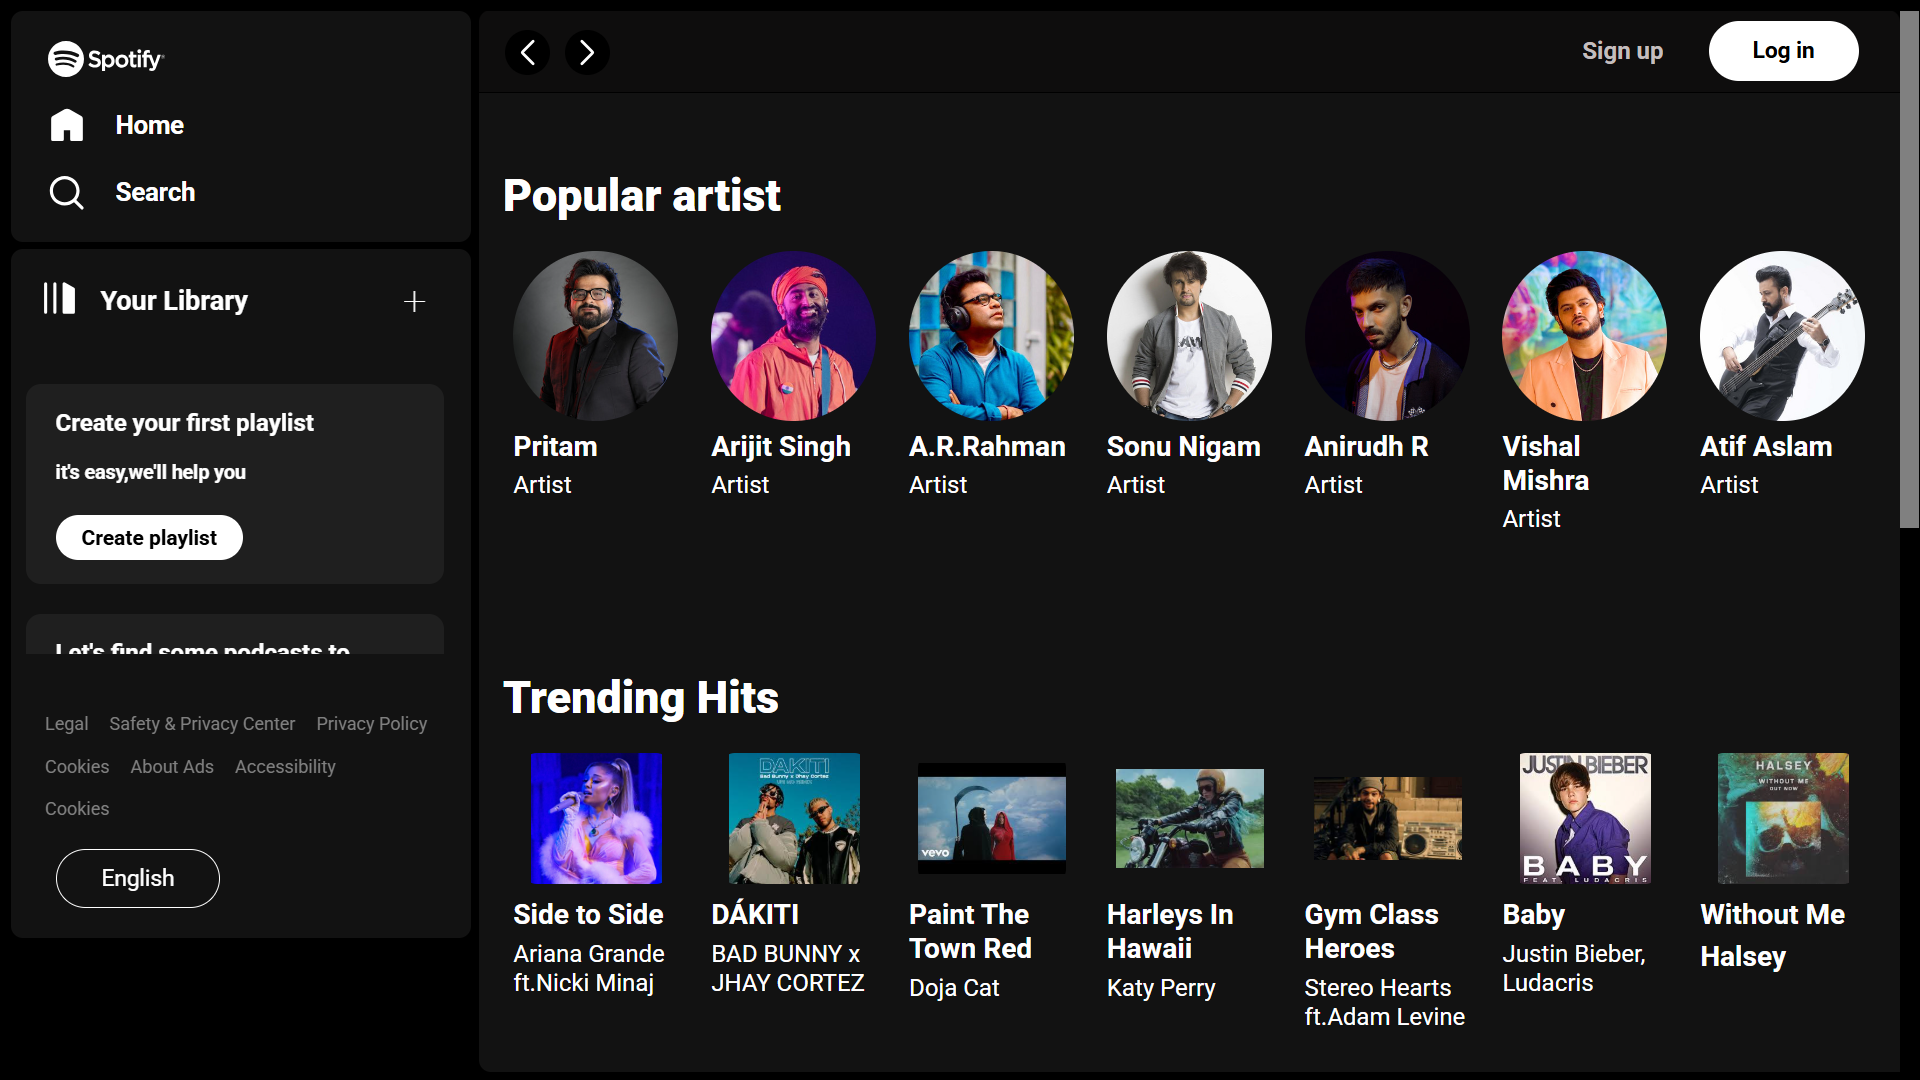 Spotify
Home
Search
Your Library
Create your first playlist
it's easy,we'll help you
Create playlist
Let's find some podcasts to
Legal Safety & Privacy Center Privacy Policy
Cookies About Ads Accessibility
Cookies
English
Sign up Log in
Popular artist
Pritam
Artist
Arijit Singh
Artist
A.R.Rahman
Artist
Sonu Nigam
Artist
Anirudh R
Artist
Vishal
Mishra
Artist
Atif Aslam
Artist
Trending Hits
Side to Side
Ariana Grande
ft.Nicki Minaj
DAKITI
Bad Bunny x Jhay Cortez
DÁKITI
BAD BUNNY x
JHAY CORTEZ
vevo
Paint The
Town Red
Doja Cat
Harleys In
Hawaii
Katy Perry
Gym Class
Heroes
Stereo Hearts
ft.Adam Levine
JUSTIN BIEBER
BABY
FEAT. LUDACRIS
Baby
Justin Bieber,
Ludacris
HALSEY
WITHOUT ME
OUT NOW
Without Me
Halsey